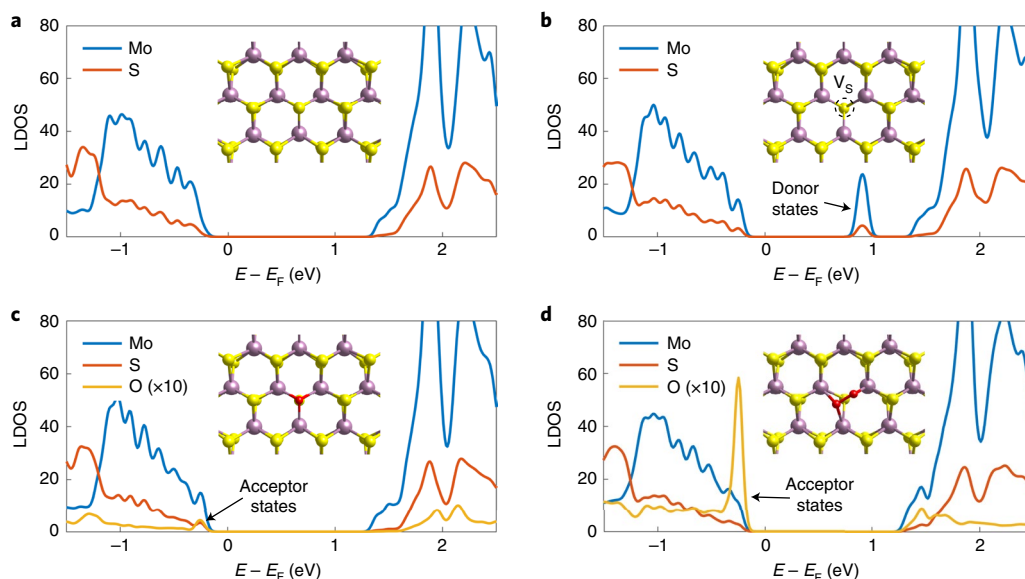 a
80
60
40
20
0
LDOS
Mo
S
−1
0
1
2
E − E_F (eV)
b
80
60
40
20
0
LDOS
Mo
S
V_S
Donor
states
−1
0
1
2
E − E_F (eV)
c
80
60
40
20
0
LDOS
Mo
S
O (×10)
Acceptor
states
−1
0
1
2
E − E_F (eV)
d
80
60
40
20
0
LDOS
Mo
S
O (×10)
Acceptor
states
−1
0
1
2
E − E_F (eV)